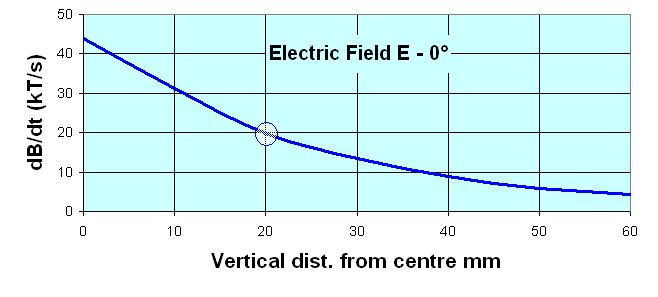 50
40
30
20
10
0
dB/dt (kT/s)
Electric Field E - 0°
0 10 20 30 40 50 60
Vertical dist. from centre mm